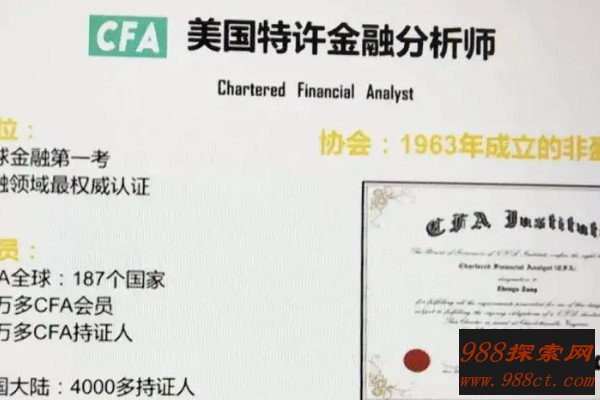 CFA 美国特许金融分析师
Chartered Financial Analyst
位：
球金融第一考
融领域最权威认证
协会：1963年成立的非盈
员：
A全球：187个国家
万多CFA会员
万多CFA持证人
国大陆：4000多持证人
CFA Institut
Chartered Financial Analyst (CFA)
988探索网
www.988ct.com